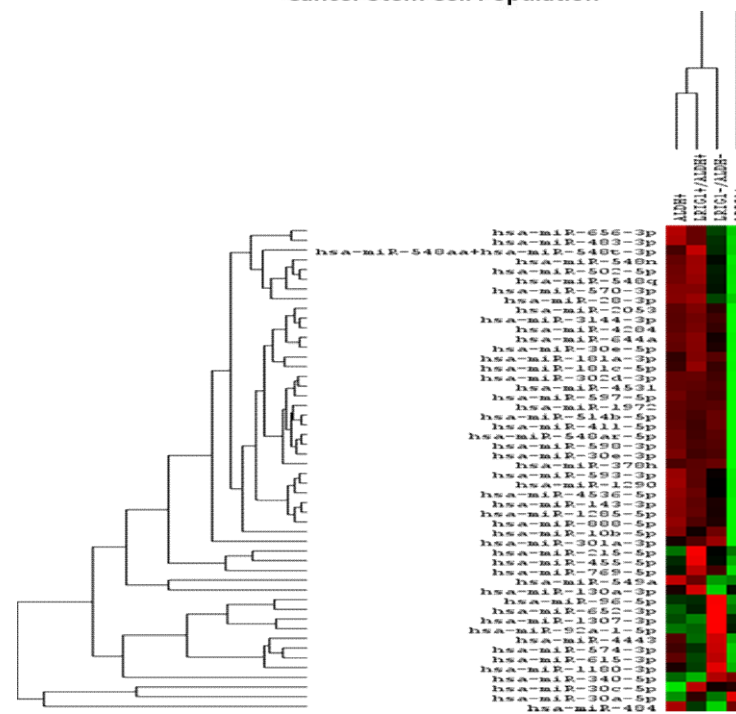 Cancer Stem Cell Population
ALDH+
LRIG1+/ALDH+
LRIG1-/ALDH-
hsa-miR-656-3p
hsa-miR-483-3p
hsa-miR-548aa+hsa-miR-548t-3p
hsa-miR-548n
hsa-miR-502-5p
hsa-miR-548q
hsa-miR-570-3p
hsa-miR-28-3p
hsa-miR-2053
hsa-miR-3144-3p
hsa-miR-4284
hsa-miR-644a
hsa-miR-30e-5p
hsa-miR-181a-3p
hsa-miR-181c-5p
hsa-miR-302d-3p
hsa-miR-4531
hsa-miR-597-5p
hsa-miR-1972
hsa-miR-514b-5p
hsa-miR-411-5p
hsa-miR-548ar-5p
hsa-miR-598-3p
hsa-miR-30e-3p
hsa-miR-378h
hsa-miR-593-3p
hsa-miR-1290
hsa-miR-4536-5p
hsa-miR-143-3p
hsa-miR-1285-5p
hsa-miR-888-5p
hsa-miR-10b-5p
hsa-miR-301a-3p
hsa-miR-215-5p
hsa-miR-455-5p
hsa-miR-769-5p
hsa-miR-549a
hsa-miR-130a-3p
hsa-miR-96-5p
hsa-miR-652-3p
hsa-miR-1307-3p
hsa-miR-92a-1-5p
hsa-miR-4443
hsa-miR-574-3p
hsa-miR-615-3p
hsa-miR-1180-3p
hsa-miR-340-5p
hsa-miR-30c-5p
hsa-miR-30a-5p
hsa-miR-484